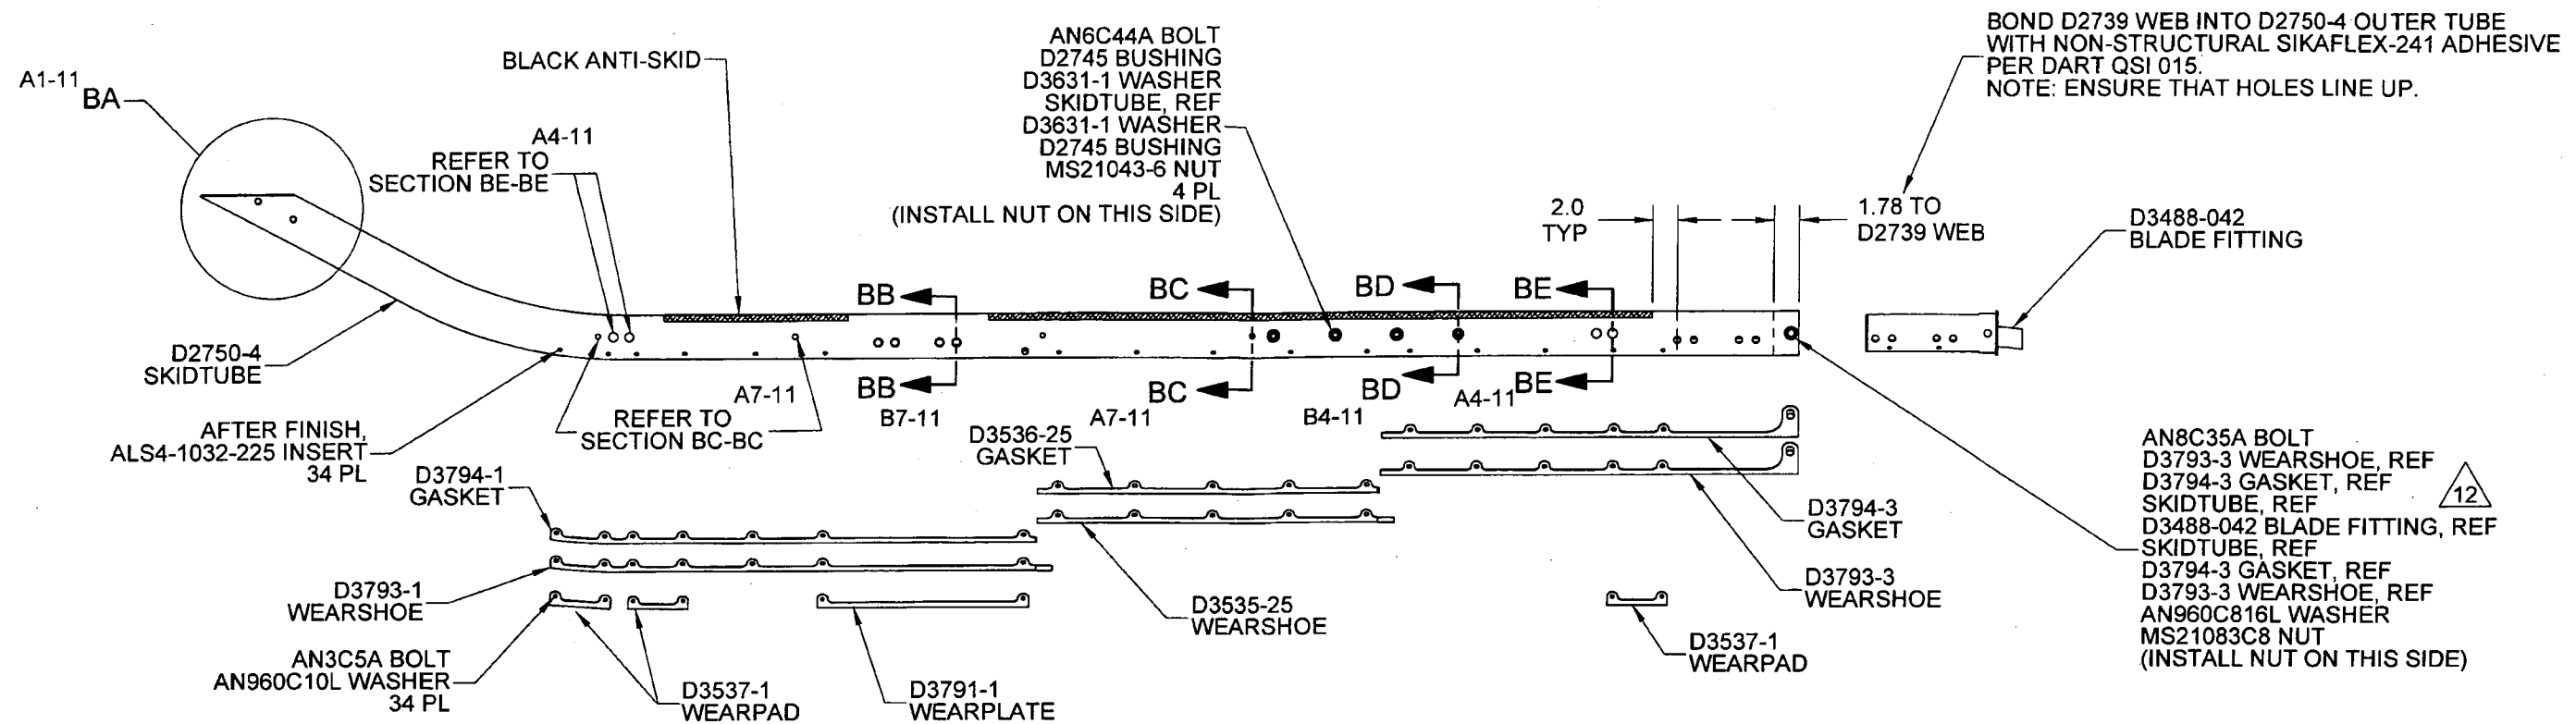 A1-11
BA
BLACK ANTI-SKID
A4-11
REFER TO
SECTION BE-BE
AN6C44A BOLT
D2745 BUSHING
D3631-1 WASHER
SKIDTUBE, REF
D3631-1 WASHER
D2745 BUSHING
MS21043-6 NUT
4 PL
(INSTALL NUT ON THIS SIDE)
BOND D2739 WEB INTO D2750-4 OUTER TUBE
WITH NON-STRUCTURAL SIKAFLEX-241 ADHESIVE
PER DART QSI 015.
NOTE: ENSURE THAT HOLES LINE UP.
2.0
TYP
1.78 TO
D2739 WEB
D3488-042
BLADE FITTING
BB
BC
BD
BE
D2750-4
SKIDTUBE
BB
BC
BD
BE
A7-11
REFER TO
SECTION BC-BC
B7-11
A7-11
B4-11
A4-11
AFTER FINISH,
ALS4-1032-225 INSERT
34 PL
D3794-1
GASKET
D3536-25
GASKET
D3794-3
GASKET
D3793-1
WEARSHOE
D3535-25
WEARSHOE
D3793-3
WEARSHOE
AN3C5A BOLT
AN960C10L WASHER
34 PL
D3537-1
WEARPAD
D3791-1
WEARPLATE
D3537-1
WEARPAD
AN8C35A BOLT
D3793-3 WEARSHOE, REF
D3794-3 GASKET, REF
SKIDTUBE, REF
D3488-042 BLADE FITTING, REF
SKIDTUBE, REF
D3794-3 GASKET, REF
D3793-3 WEARSHOE, REF
AN960C816L WASHER
MS21083C8 NUT
(INSTALL NUT ON THIS SIDE)
12